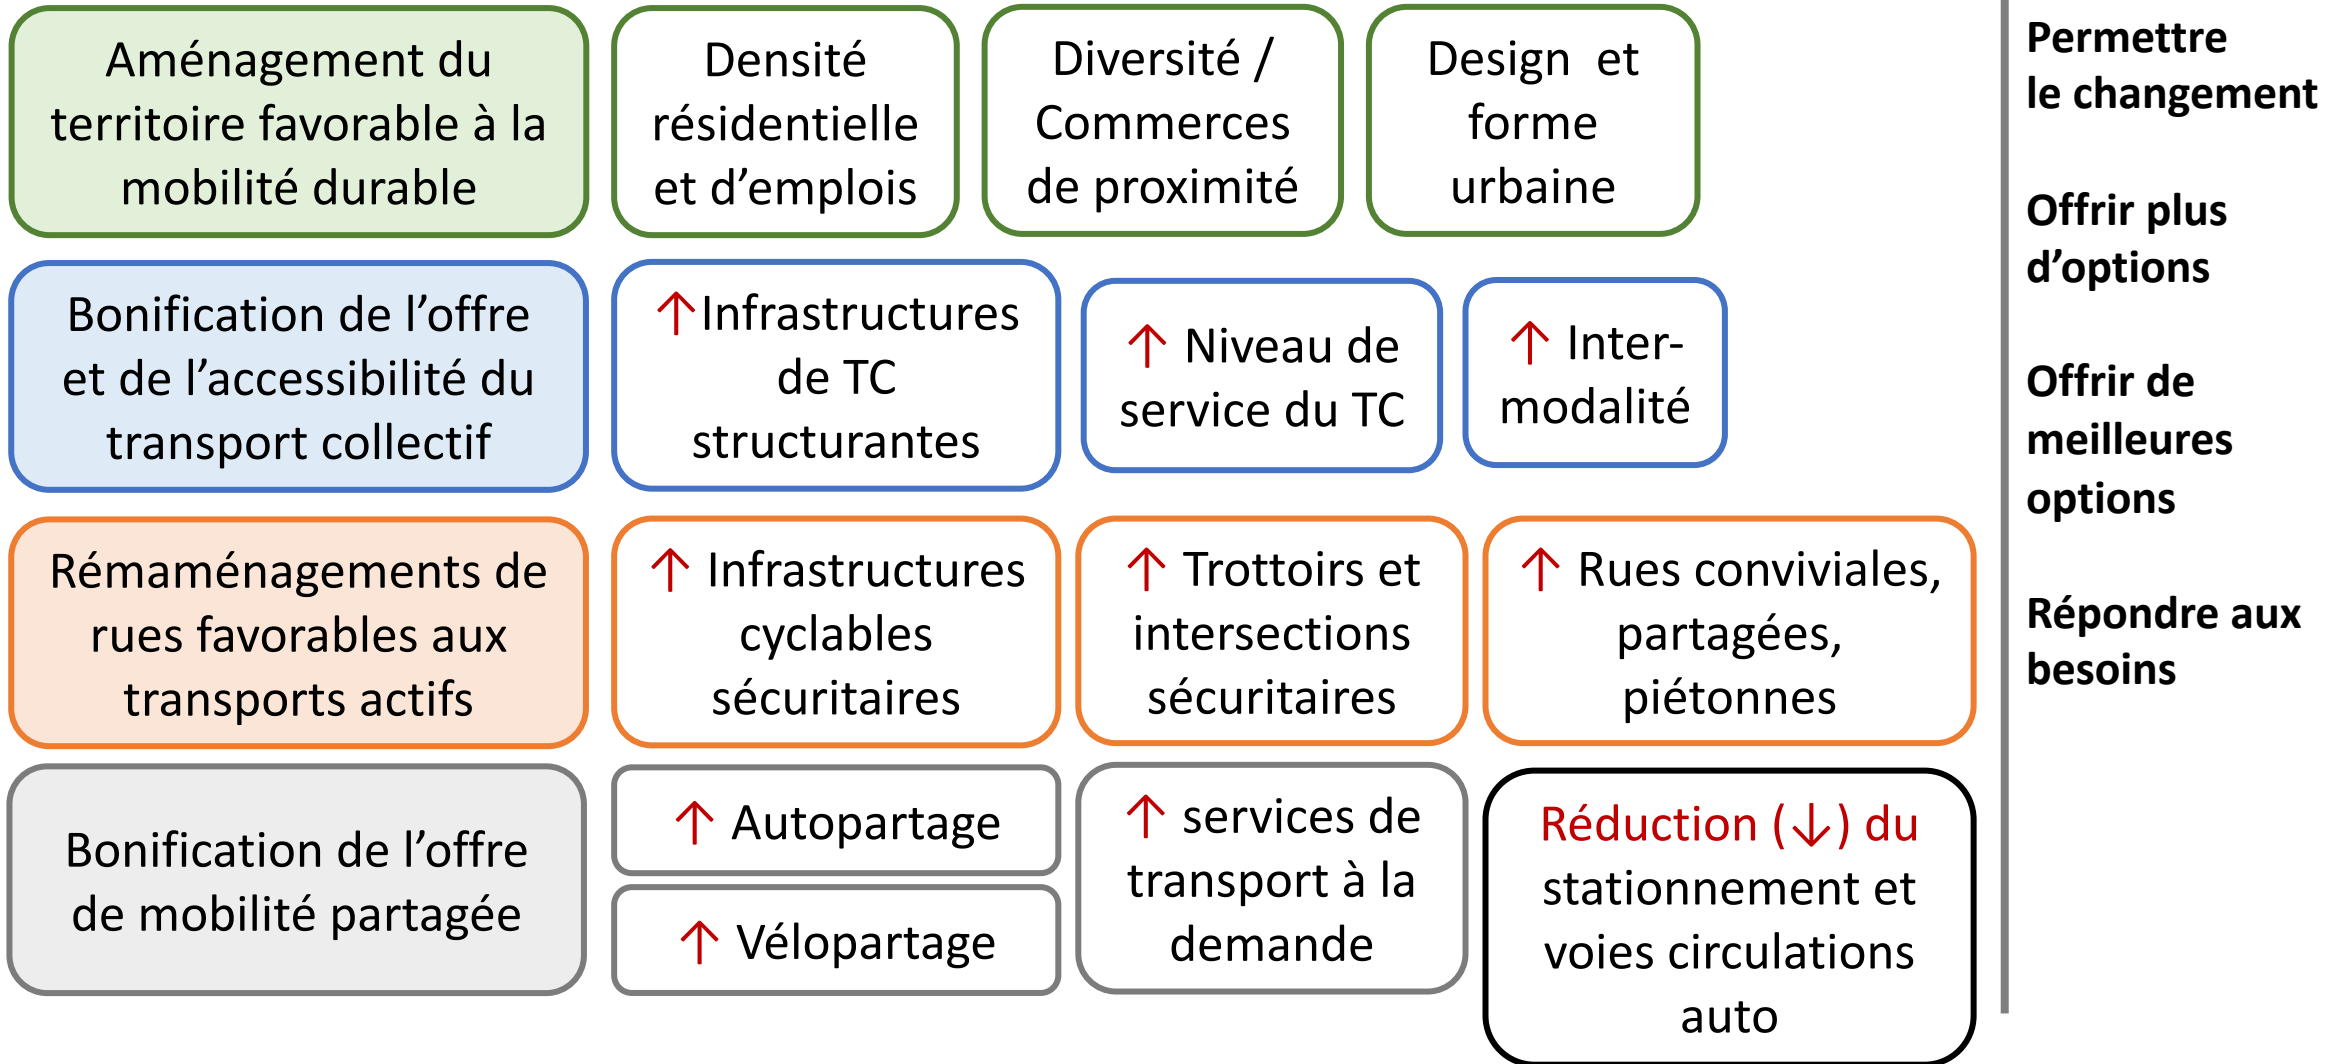 Aménagement du
territoire favorable à la
mobilité durable
Densité
résidentielle
et d’emplois
Diversité /
Commerces
de proximité
Design  et
forme
urbaine
Bonification de l’offre
et de l’accessibilité du
transport collectif
↑Infrastructures
de TC
structurantes
↑ Niveau de
service du TC
↑ Inter-
modalité
Rémaménagements de
rues favorables aux
transports actifs
↑ Infrastructures
cyclables
sécuritaires
↑ Trottoirs et
intersections
sécuritaires
↑ Rues conviviales,
partagées,
piétonnes
Bonification de l’offre
de mobilité partagée
↑ Autopartage
↑ Vélopartage
↑ services de
transport à la
demande
Réduction (↓) du
stationnement et
voies circulations
auto
Permettre
le changement
Offrir plus
d’options
Offrir de
meilleures
options
Répondre aux
besoins